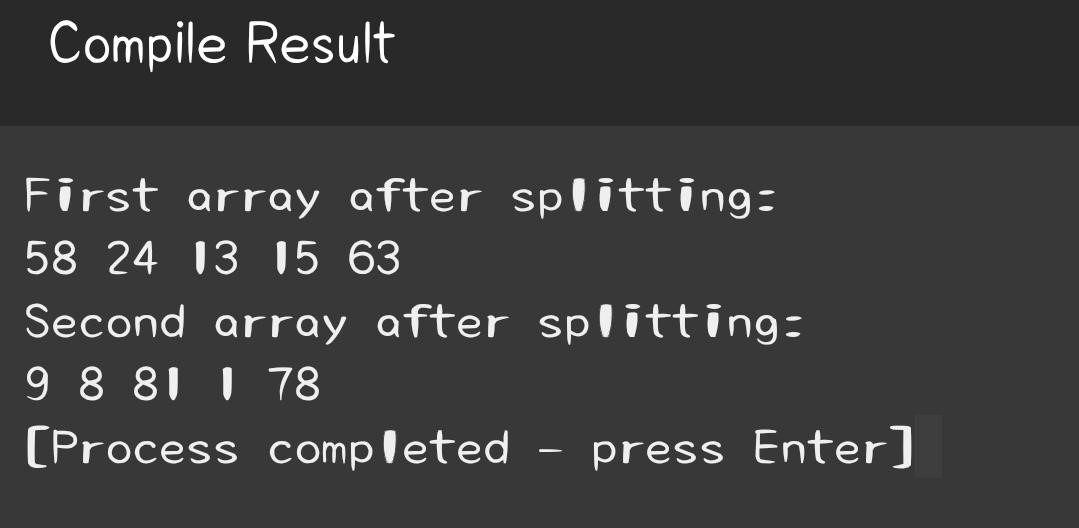 Compile Result
First array after splitting:
58 24 13 15 63
Second array after splitting:
9 8 81 1 78
[Process completed - press Enter]